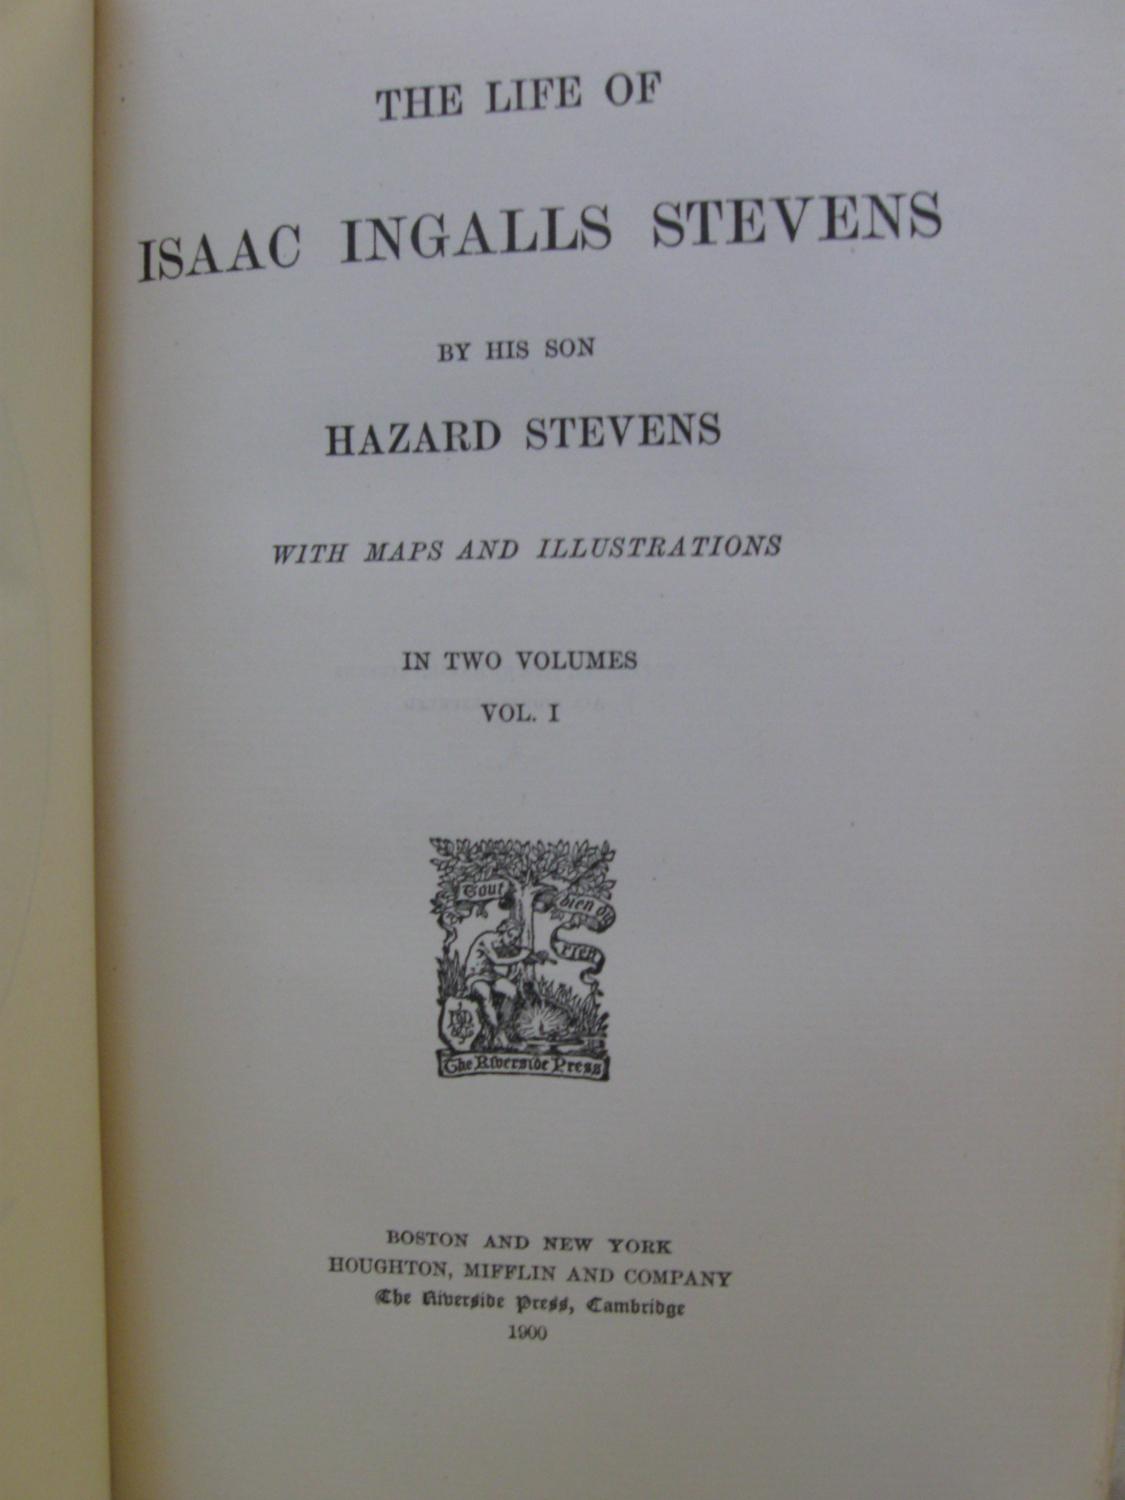 THE LIFE OF
ISAAC INGALLS STEVENS
BY HIS SON
HAZARD STEVENS
WITH MAPS AND ILLUSTRATIONS
IN TWO VOLUMES
VOL. I
Tout
bien ou
rien
The Riverside Press
BOSTON AND NEW YORK
HOUGHTON, MIFFLIN AND COMPANY
The Riverside Press, Cambridge
1900